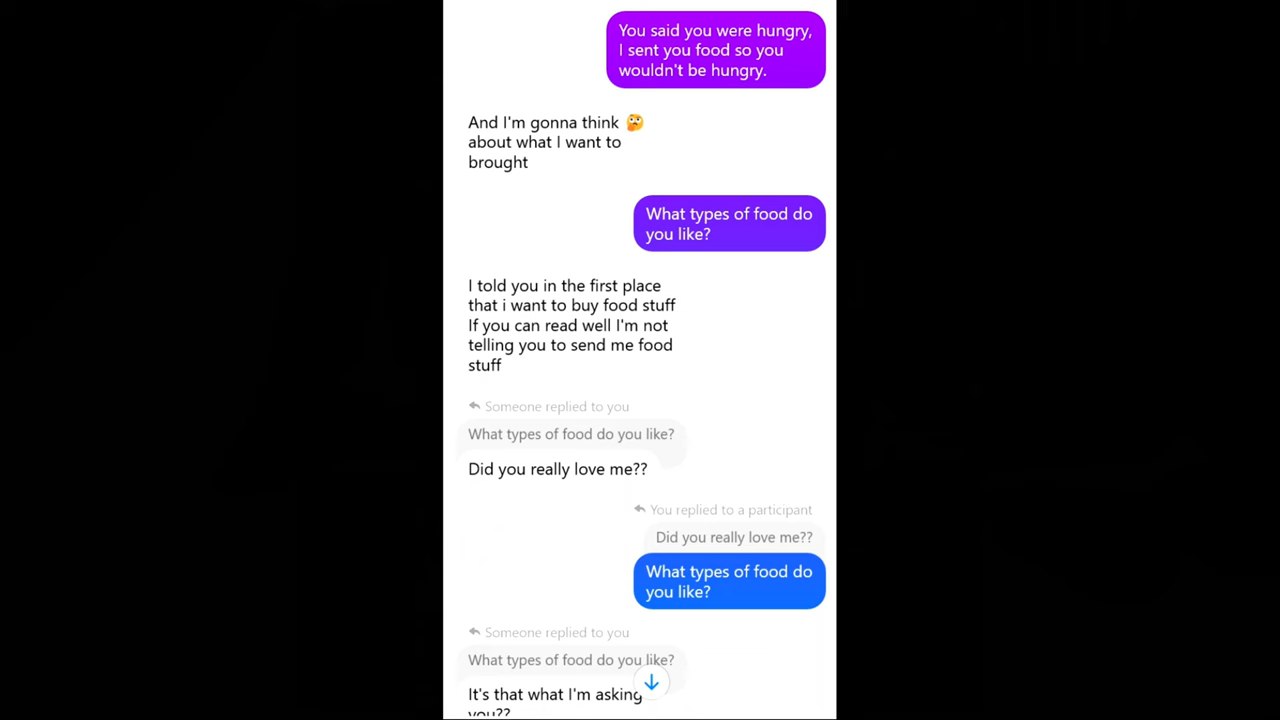 You said you were hungry,
I sent you food so you
wouldn't be hungry.
And I'm gonna think 🤔
about what I want to
brought
What types of food do
you like?
I told you in the first place
that i want to buy food stuff
If you can read well I'm not
telling you to send me food
stuff
Someone replied to you
What types of food do you like?
Did you really love me??
You replied to a participant
Did you really love me??
What types of food do
you like?
Someone replied to you
What types of food do you like?
It's that what I'm asking
you??